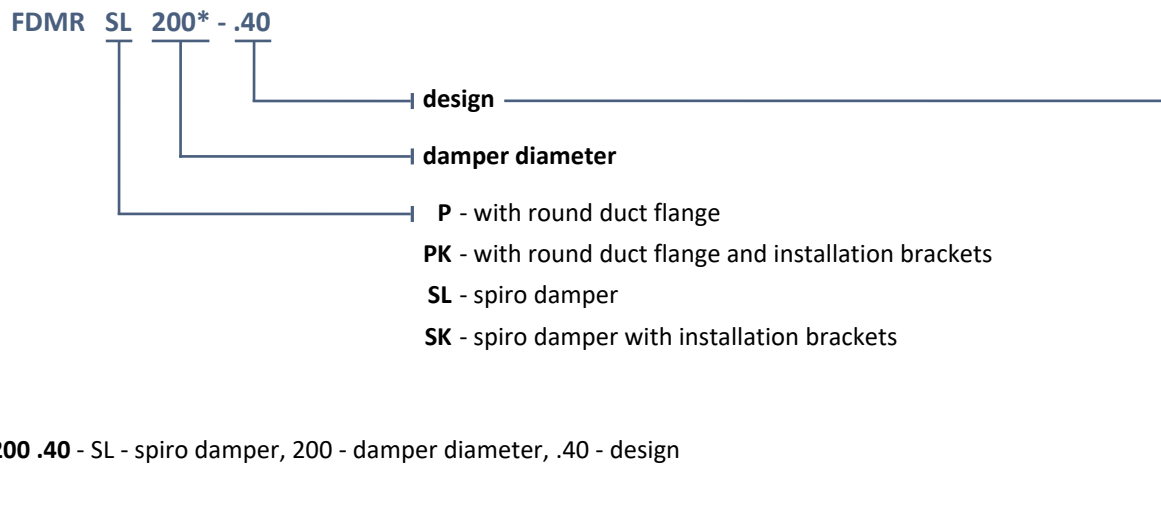 FDMR SL 200* - .40
design
damper diameter
P - with round duct flange
PK - with round duct flange and installation brackets
SL - spiro damper
SK - spiro damper with installation brackets
200 .40 - SL - spiro damper, 200 - damper diameter, .40 - design